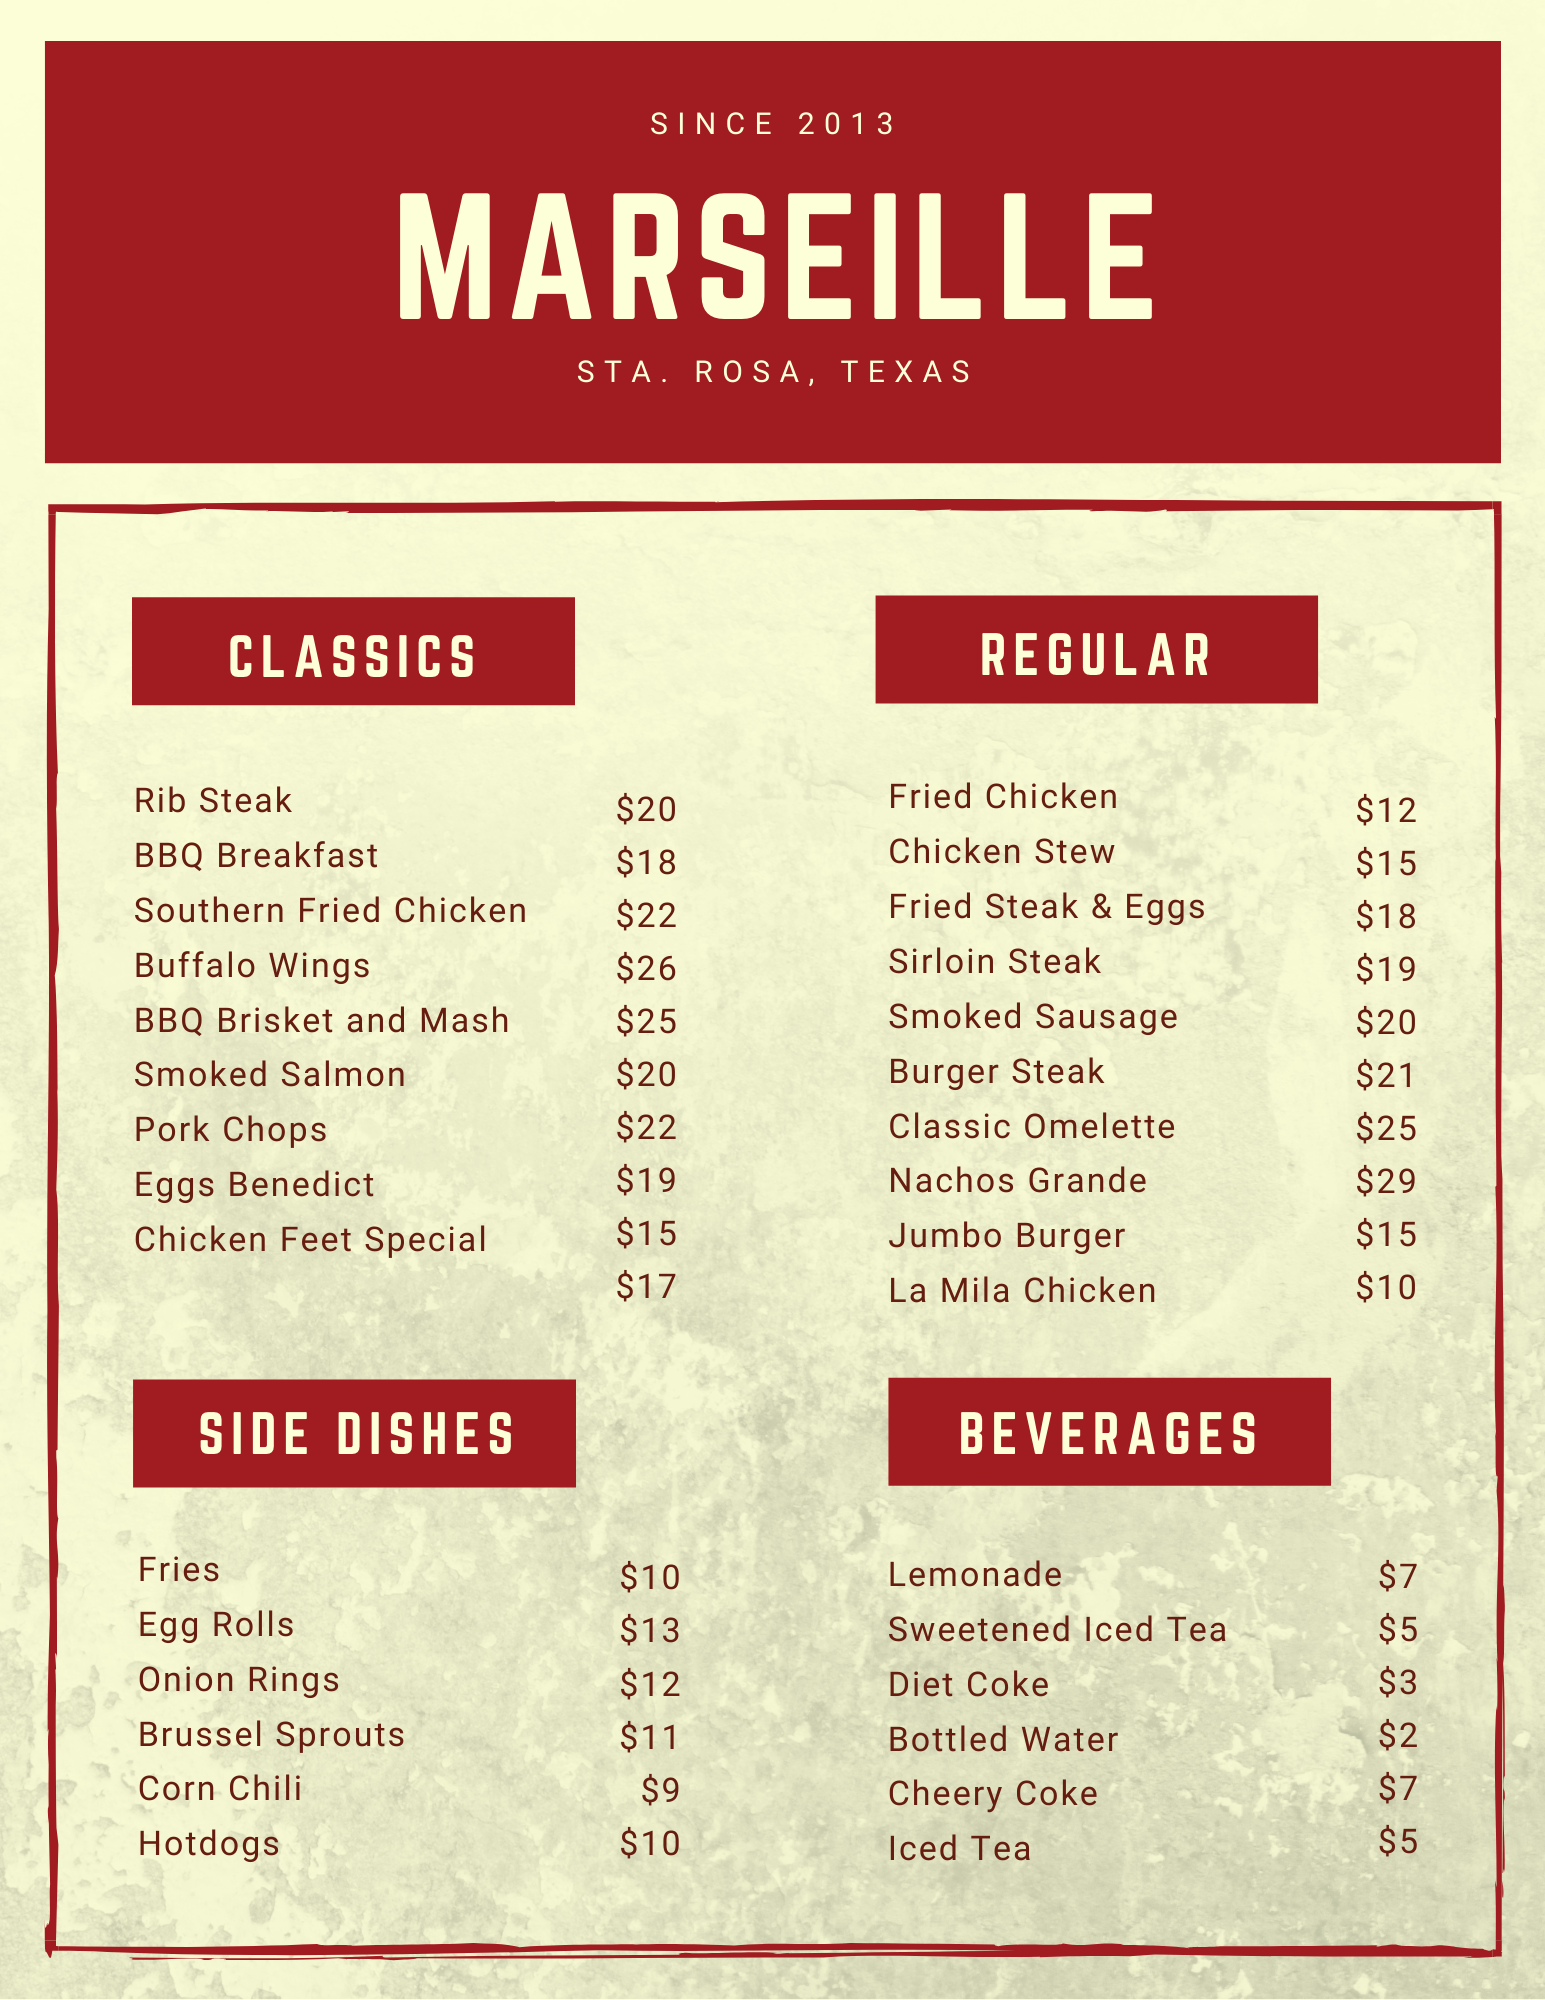 SINCE 2013
MARSEILLE
STA. ROSA, TEXAS
CLASSICS
Rib Steak $20
BBQ Breakfast $18
Southern Fried Chicken $22
Buffalo Wings $26
BBQ Brisket and Mash $25
Smoked Salmon $20
Pork Chops $22
Eggs Benedict $19
Chicken Feet Special $15
$17
REGULAR
Fried Chicken $12
Chicken Stew $15
Fried Steak & Eggs $18
Sirloin Steak $19
Smoked Sausage $20
Burger Steak $21
Classic Omelette $25
Nachos Grande $29
Jumbo Burger $15
La Mila Chicken $10
SIDE DISHES
Fries $10
Egg Rolls $13
Onion Rings $12
Brussel Sprouts $11
Corn Chili $9
Hotdogs $10
BEVERAGES
Lemonade $7
Sweetened Iced Tea $5
Diet Coke $3
Bottled Water $2
Cheery Coke $7
Iced Tea $5